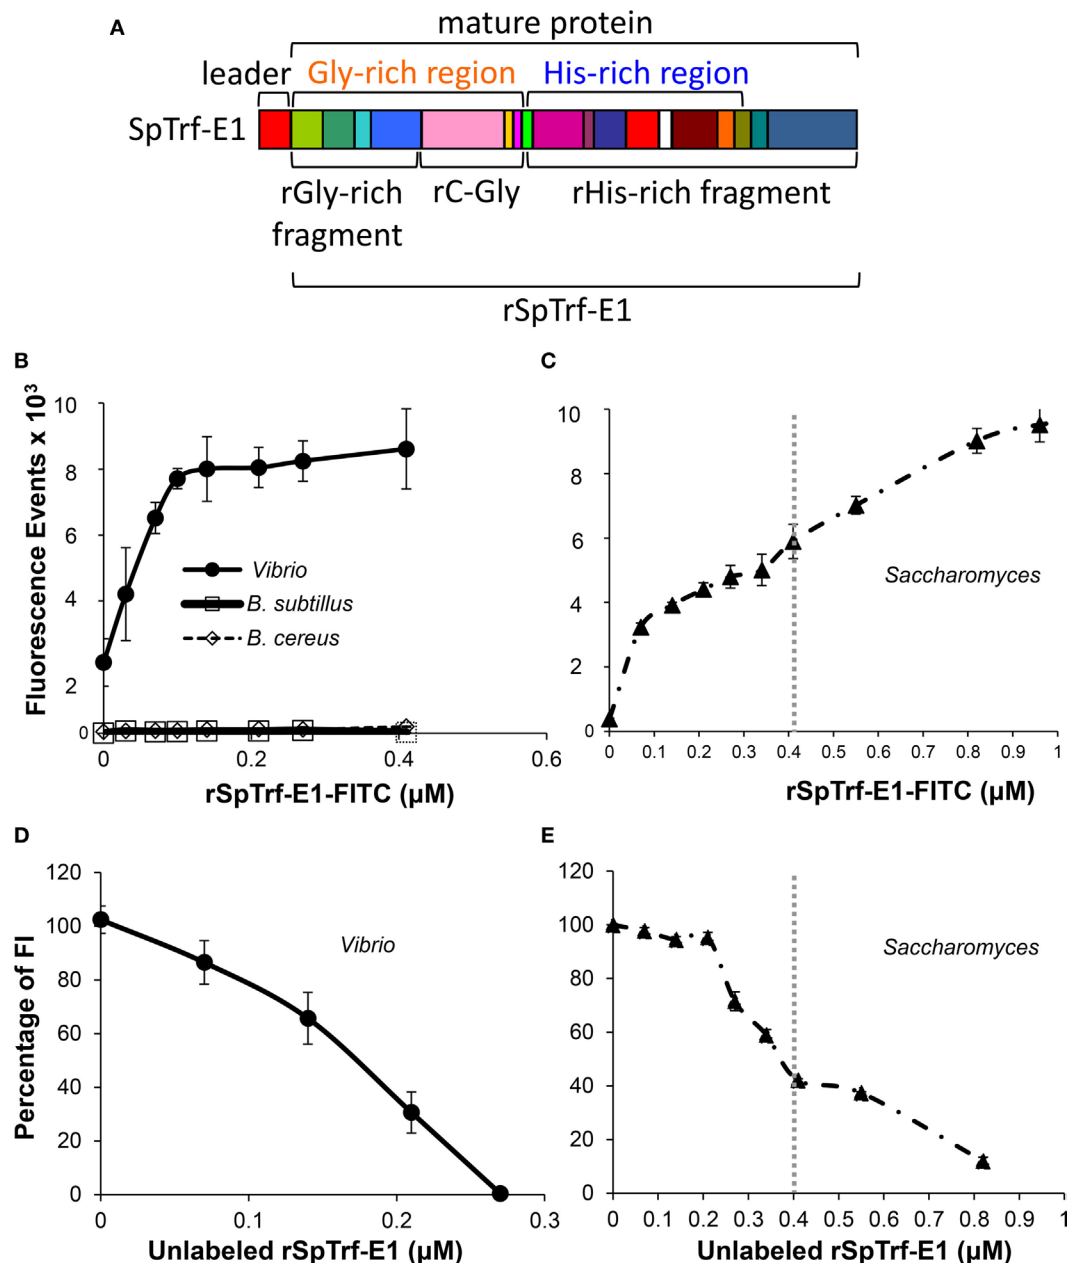 A
mature protein
leader
Gly-rich region
His-rich region
SpTrf-E1
rGly-rich
fragment
rC-Gly
rHis-rich fragment
rSpTrf-E1
B
Fluorescence Events x 10³
10
8
6
4
2
0
Vibrio
B. subtillus
B. cereus
0 0.2 0.4 0.6
rSpTrf-E1-FITC (µM)
C
10
8
6
4
2
0
Saccharomyces
0 0.1 0.2 0.3 0.4 0.5 0.6 0.7 0.8 0.9 1
rSpTrf-E1-FITC (µM)
D
Percentage of FI
120
100
80
60
40
20
0
Vibrio
0 0.1 0.2 0.3
Unlabeled rSpTrf-E1 (µM)
E
120
100
80
60
40
20
0
Saccharomyces
0 0.1 0.2 0.3 0.4 0.5 0.6 0.7 0.8 0.9 1
Unlabeled rSpTrf-E1 (µM)